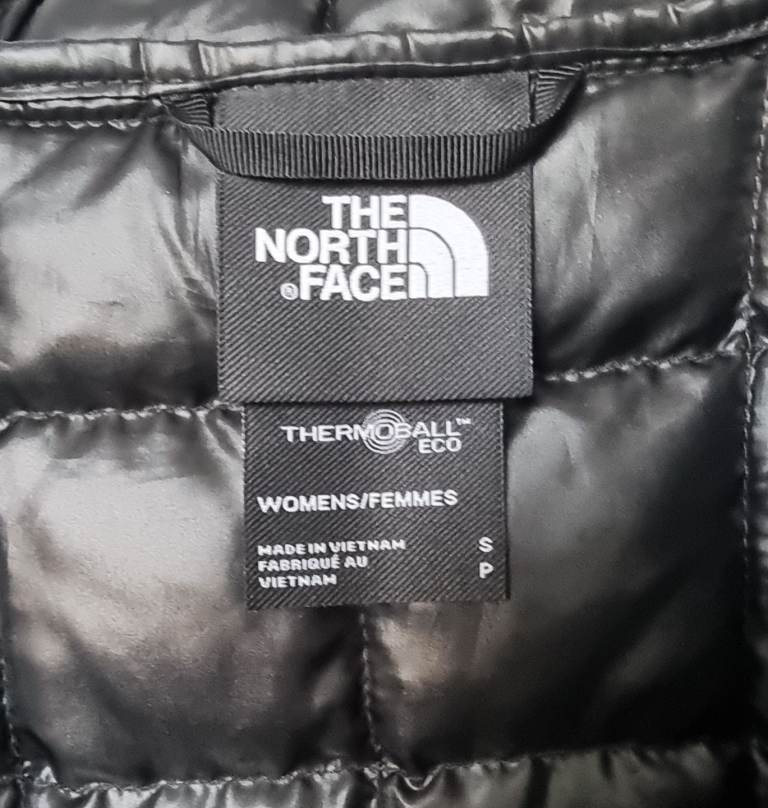 THE
NORTH
®FACE
THERMOBALL™
ECO
WOMENS/FEMMES
MADE IN VIETNAM S
FABRIQUÉ AU P
VIETNAM